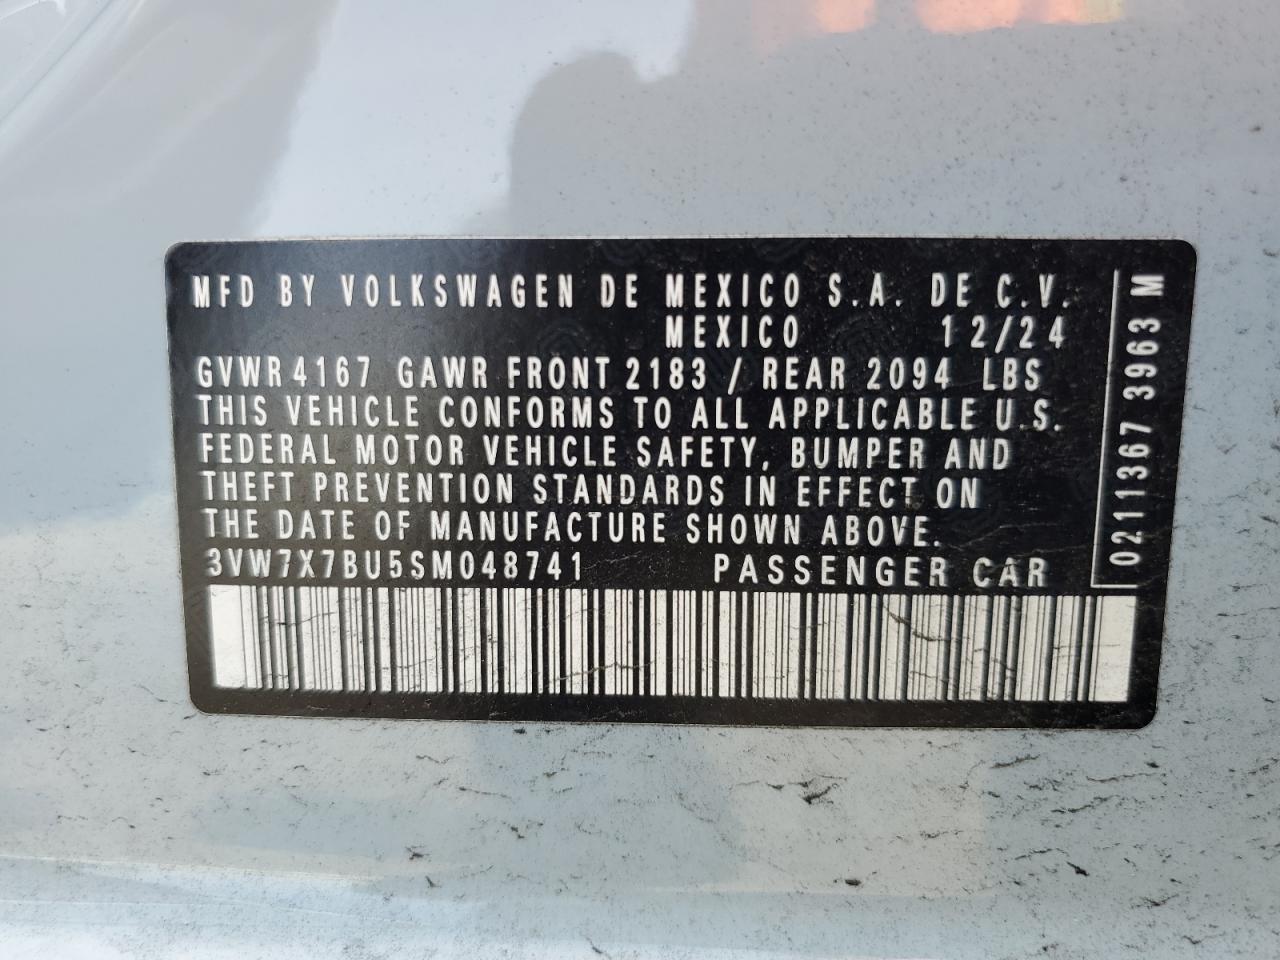 MFD BY VOLKSWAGEN DE MEXICO S.A. DE C.V.
MEXICO 12/24
GVWR 4167 GAWR FRONT 2183 / REAR 2094 LBS
THIS VEHICLE CONFORMS TO ALL APPLICABLE U.S.
FEDERAL MOTOR VEHICLE SAFETY, BUMPER AND
THEFT PREVENTION STANDARDS IN EFFECT ON
THE DATE OF MANUFACTURE SHOWN ABOVE.
3VW7X7BU5SM048741 PASSENGER CAR
0211367 3963 M